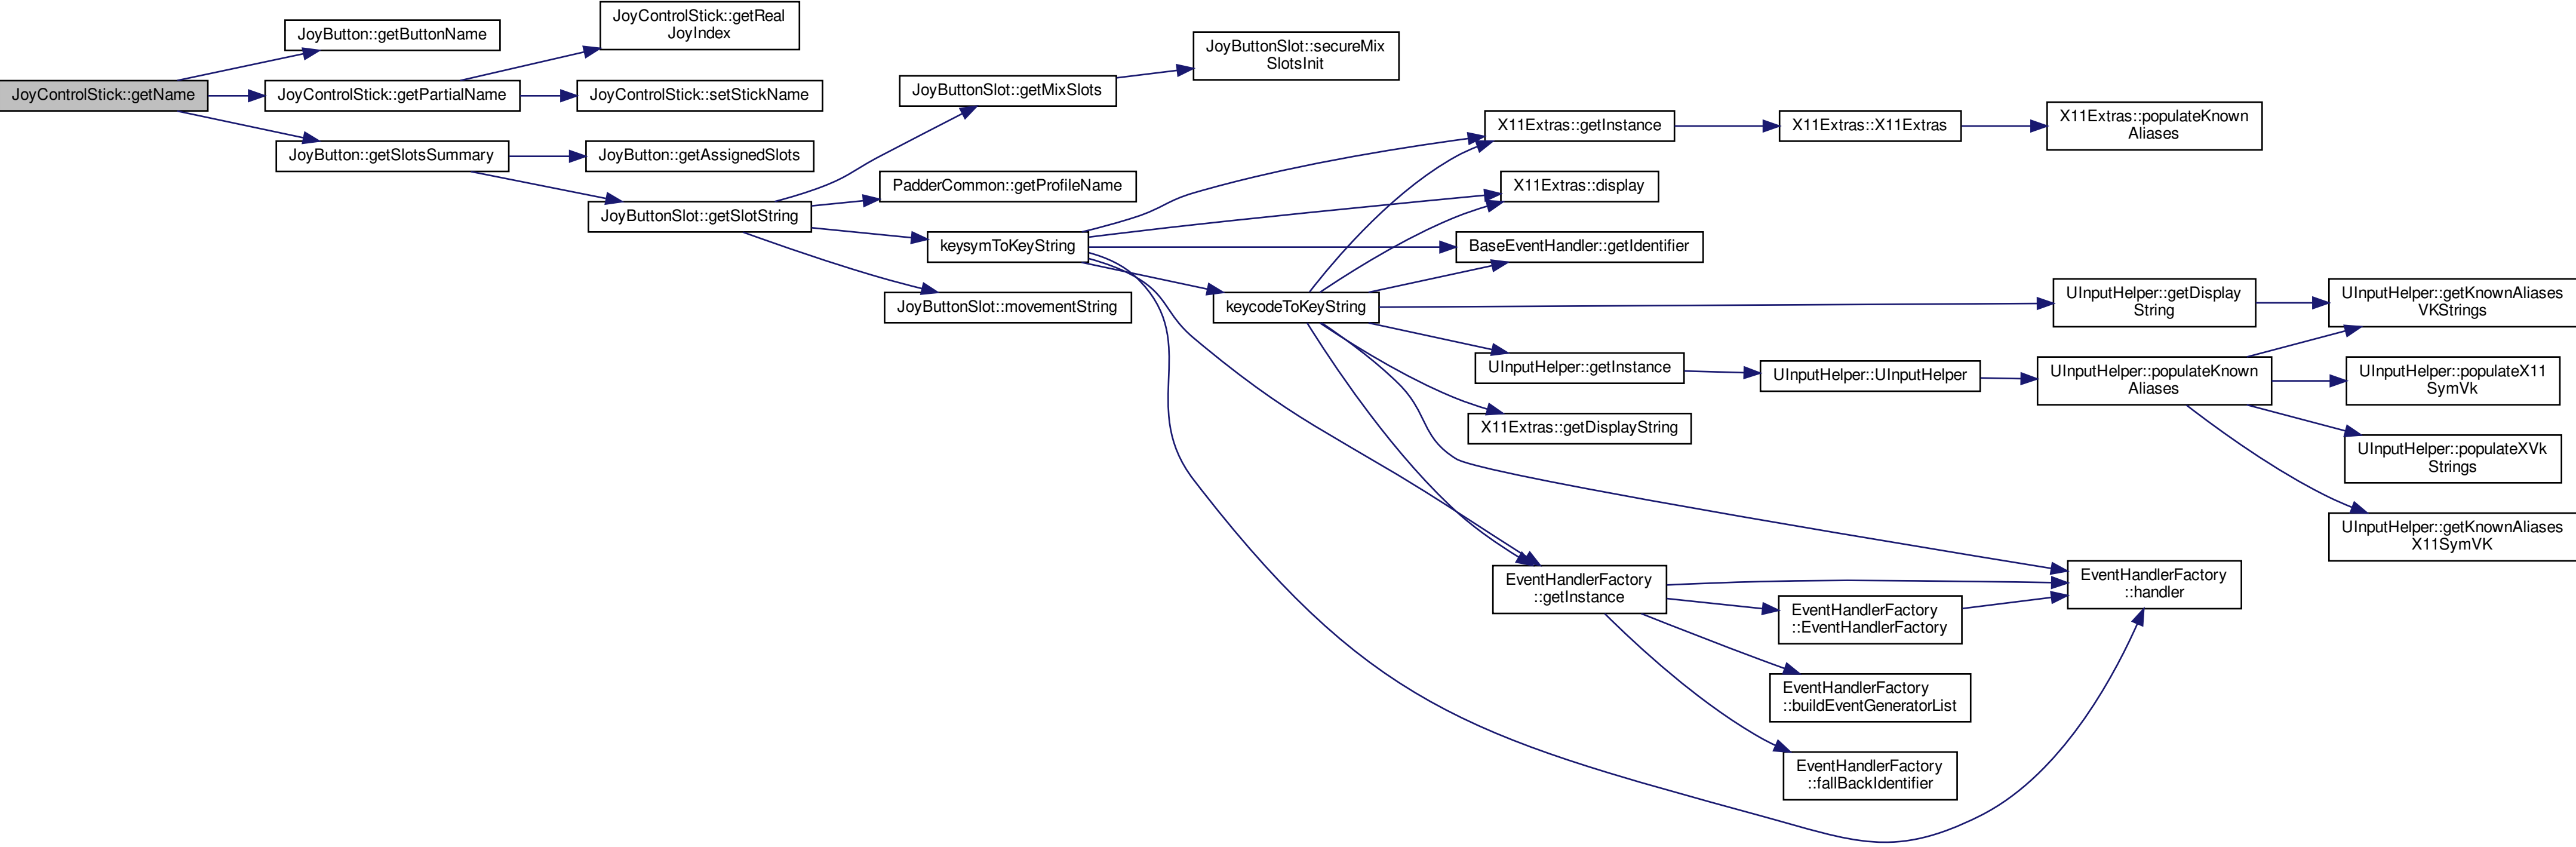 JoyControlStick::getName
JoyButton::getButtonName
JoyControlStick::getPartialName
JoyButton::getSlotsSummary
JoyControlStick::getReal
JoyIndex
JoyControlStick::setStickName
JoyButton::getAssignedSlots
JoyButtonSlot::getSlotString
JoyButtonSlot::getMixSlots
PadderCommon::getProfileName
keysymToKeyString
JoyButtonSlot::movementString
JoyButtonSlot::secureMix
SlotsInit
keycodeToKeyString
X11Extras::getInstance
X11Extras::display
BaseEventHandler::getIdentifier
UInputHelper::getInstance
X11Extras::getDisplayString
EventHandlerFactory
::getInstance
X11Extras::X11Extras
UInputHelper::UInputHelper
EventHandlerFactory
::EventHandlerFactory
EventHandlerFactory
::buildEventGeneratorList
EventHandlerFactory
::fallBackIdentifier
X11Extras::populateKnown
Aliases
UInputHelper::getDisplay
String
UInputHelper::populateKnown
Aliases
EventHandlerFactory
::handler
UInputHelper::getKnownAliases
VKStrings
UInputHelper::populateX11
SymVk
UInputHelper::populateXVk
Strings
UInputHelper::getKnownAliases
X11SymVK